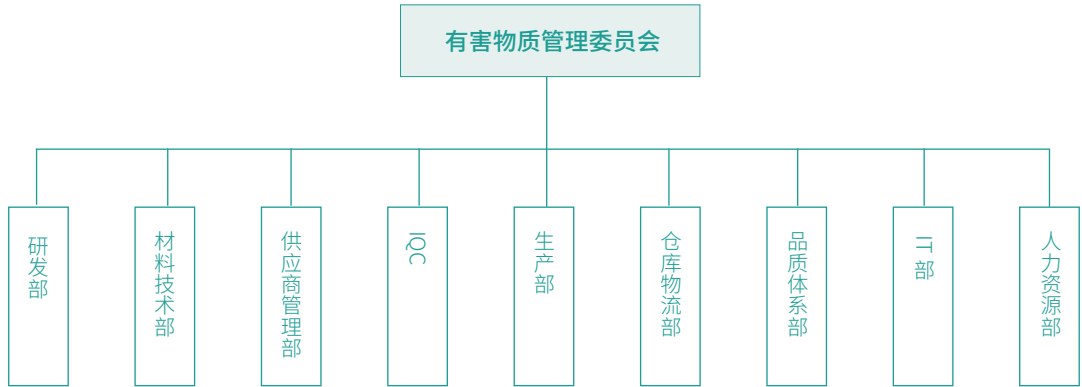 有害物质管理委员会
研发部
材料技术部
供应商管理部
IQC
生产部
仓库物流部
品质体系部
IT 部
人力资源部